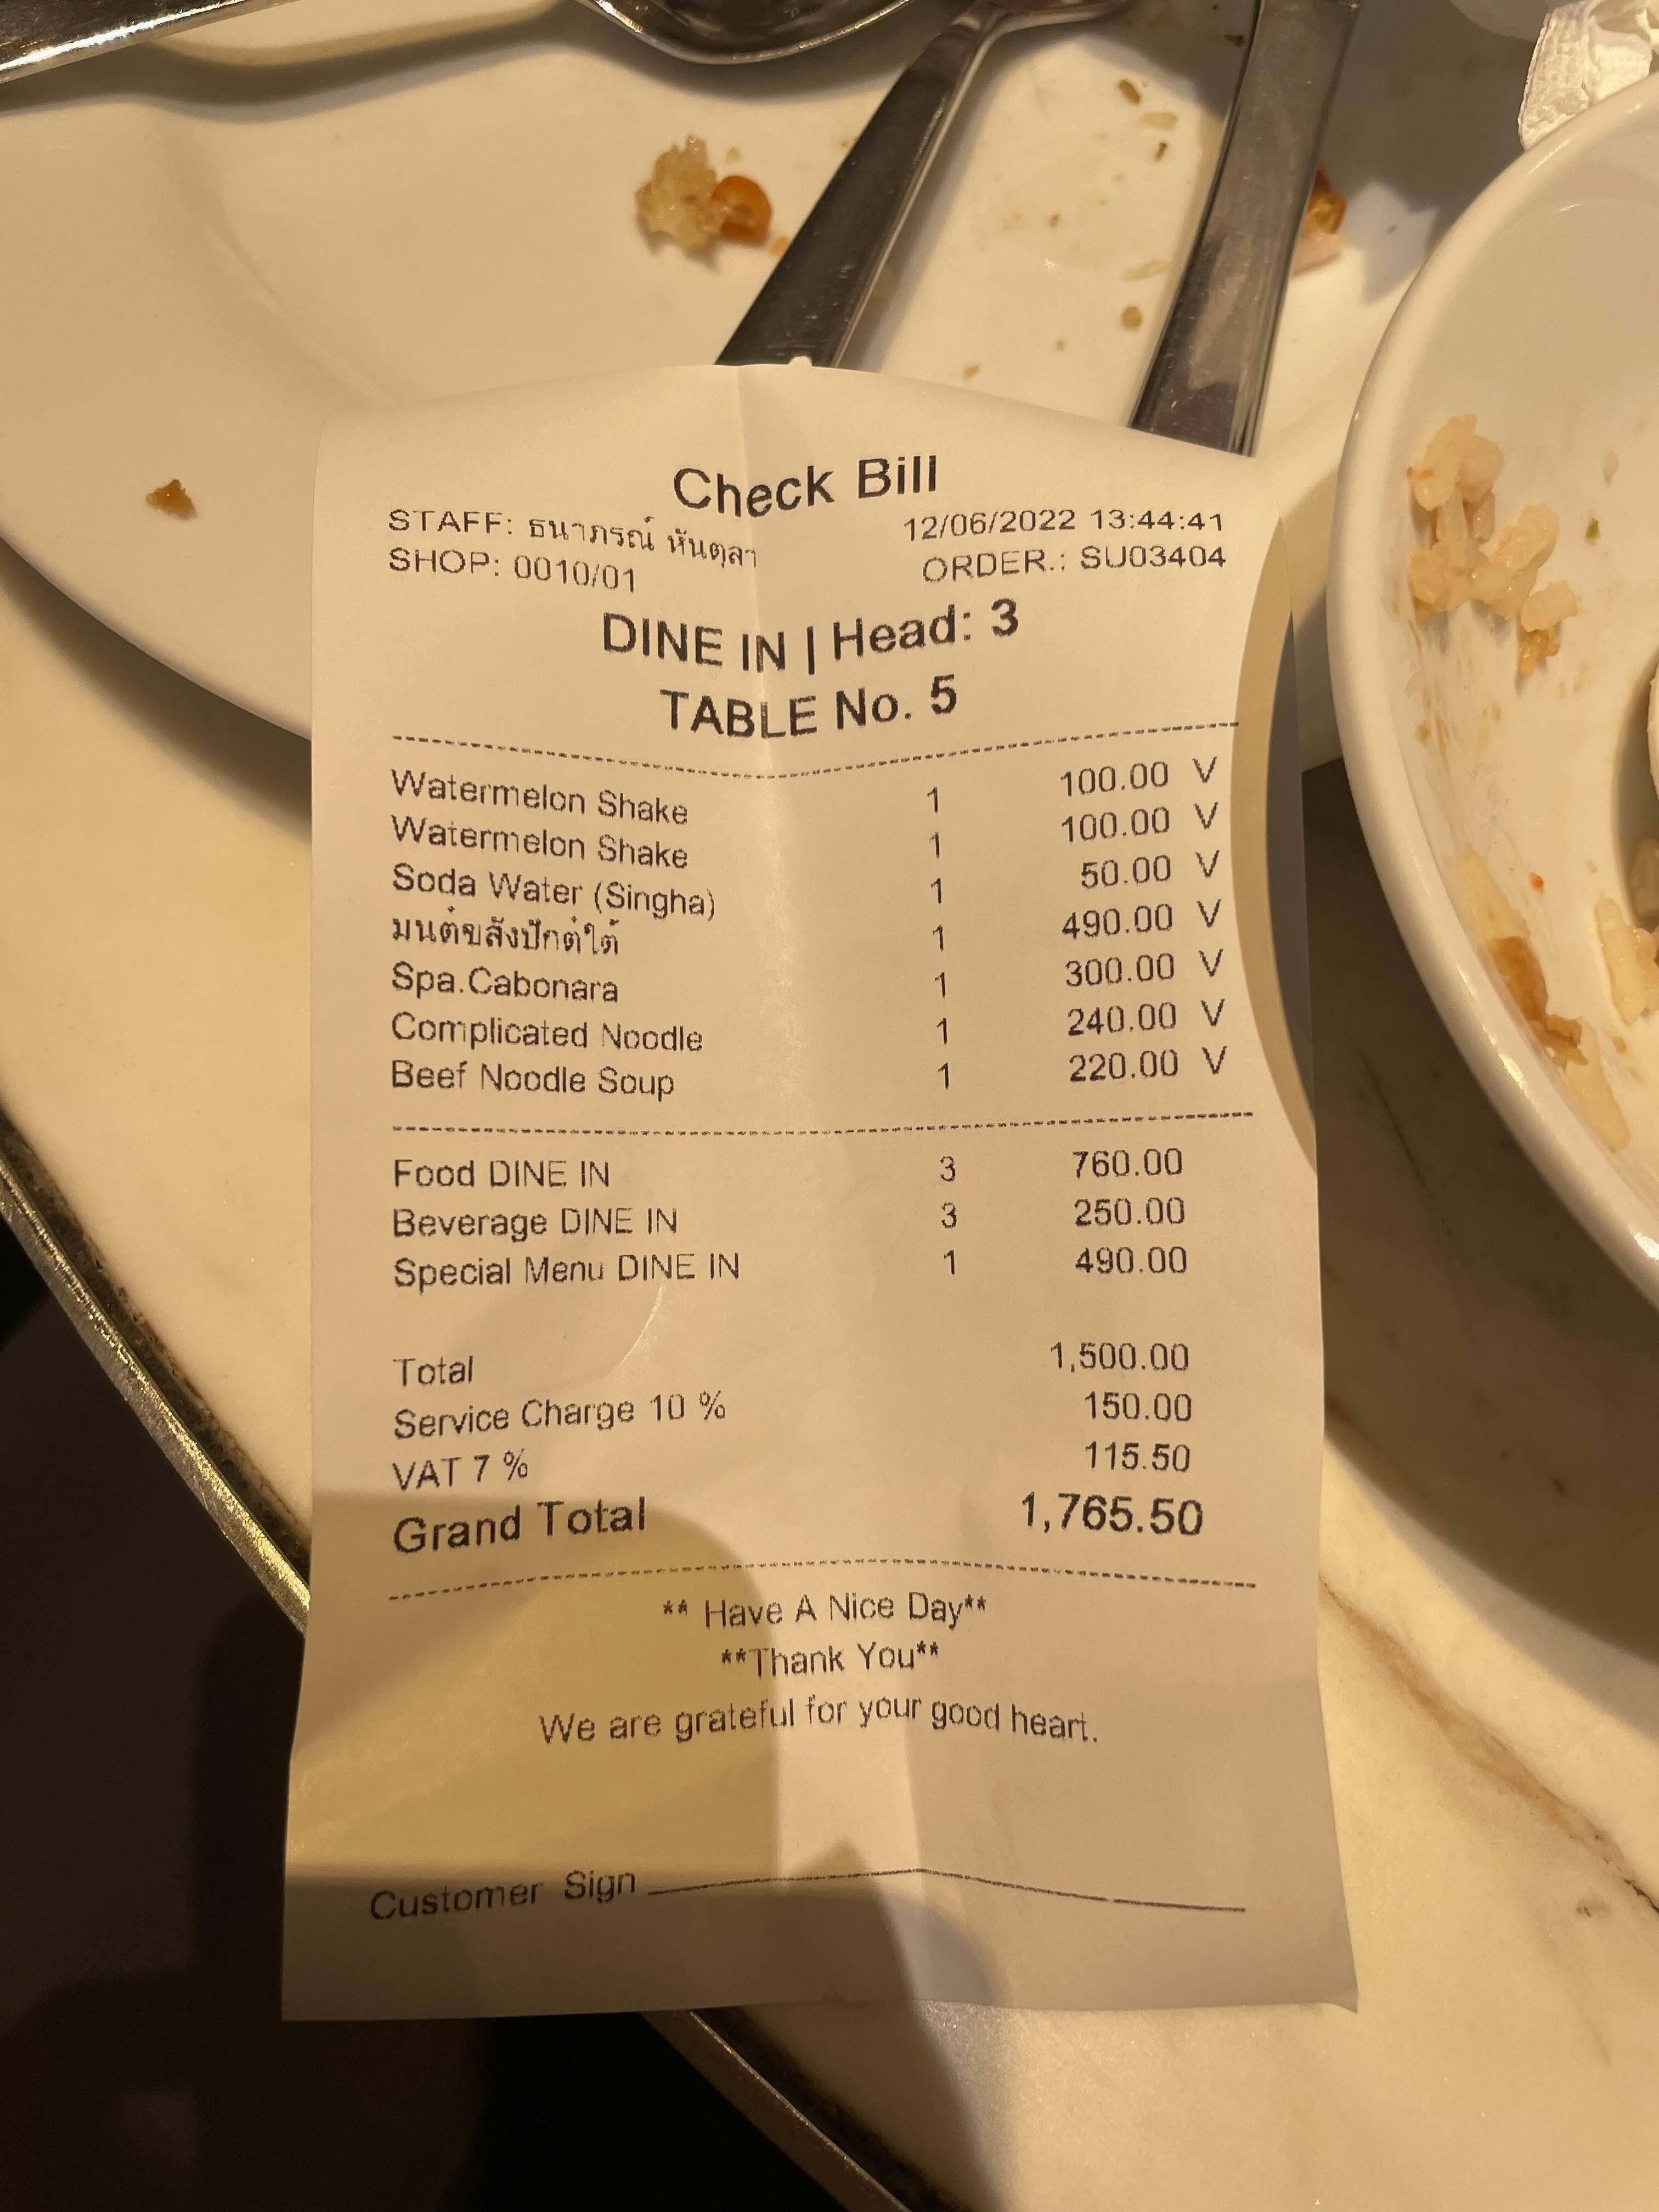 Check Bill
STAFF: ธนาภรณ์ หันตุลา 12/06/2022 13:44:41
SHOP: 0010/01 ORDER.: SU03404
DINE IN | Head: 3
TABLE No. 5
Watermelon Shake 1 100.00 V
Watermelon Shake 1 100.00 V
Soda Water (Singha) 1 50.00 V
มนต์ขลังปักต์ใต้ 1 490.00 V
Spa.Cabonara 1 300.00 V
Complicated Noodle 1 240.00 V
Beef Noodle Soup 1 220.00 V
Food DINE IN 3 760.00
Beverage DINE IN 3 250.00
Special Menu DINE IN 1 490.00
Total 1,500.00
Service Charge 10 % 150.00
VAT 7 % 115.50
Grand Total 1,765.50
** Have A Nice Day**
**Thank You**
We are grateful for your good heart.
Customer Sign